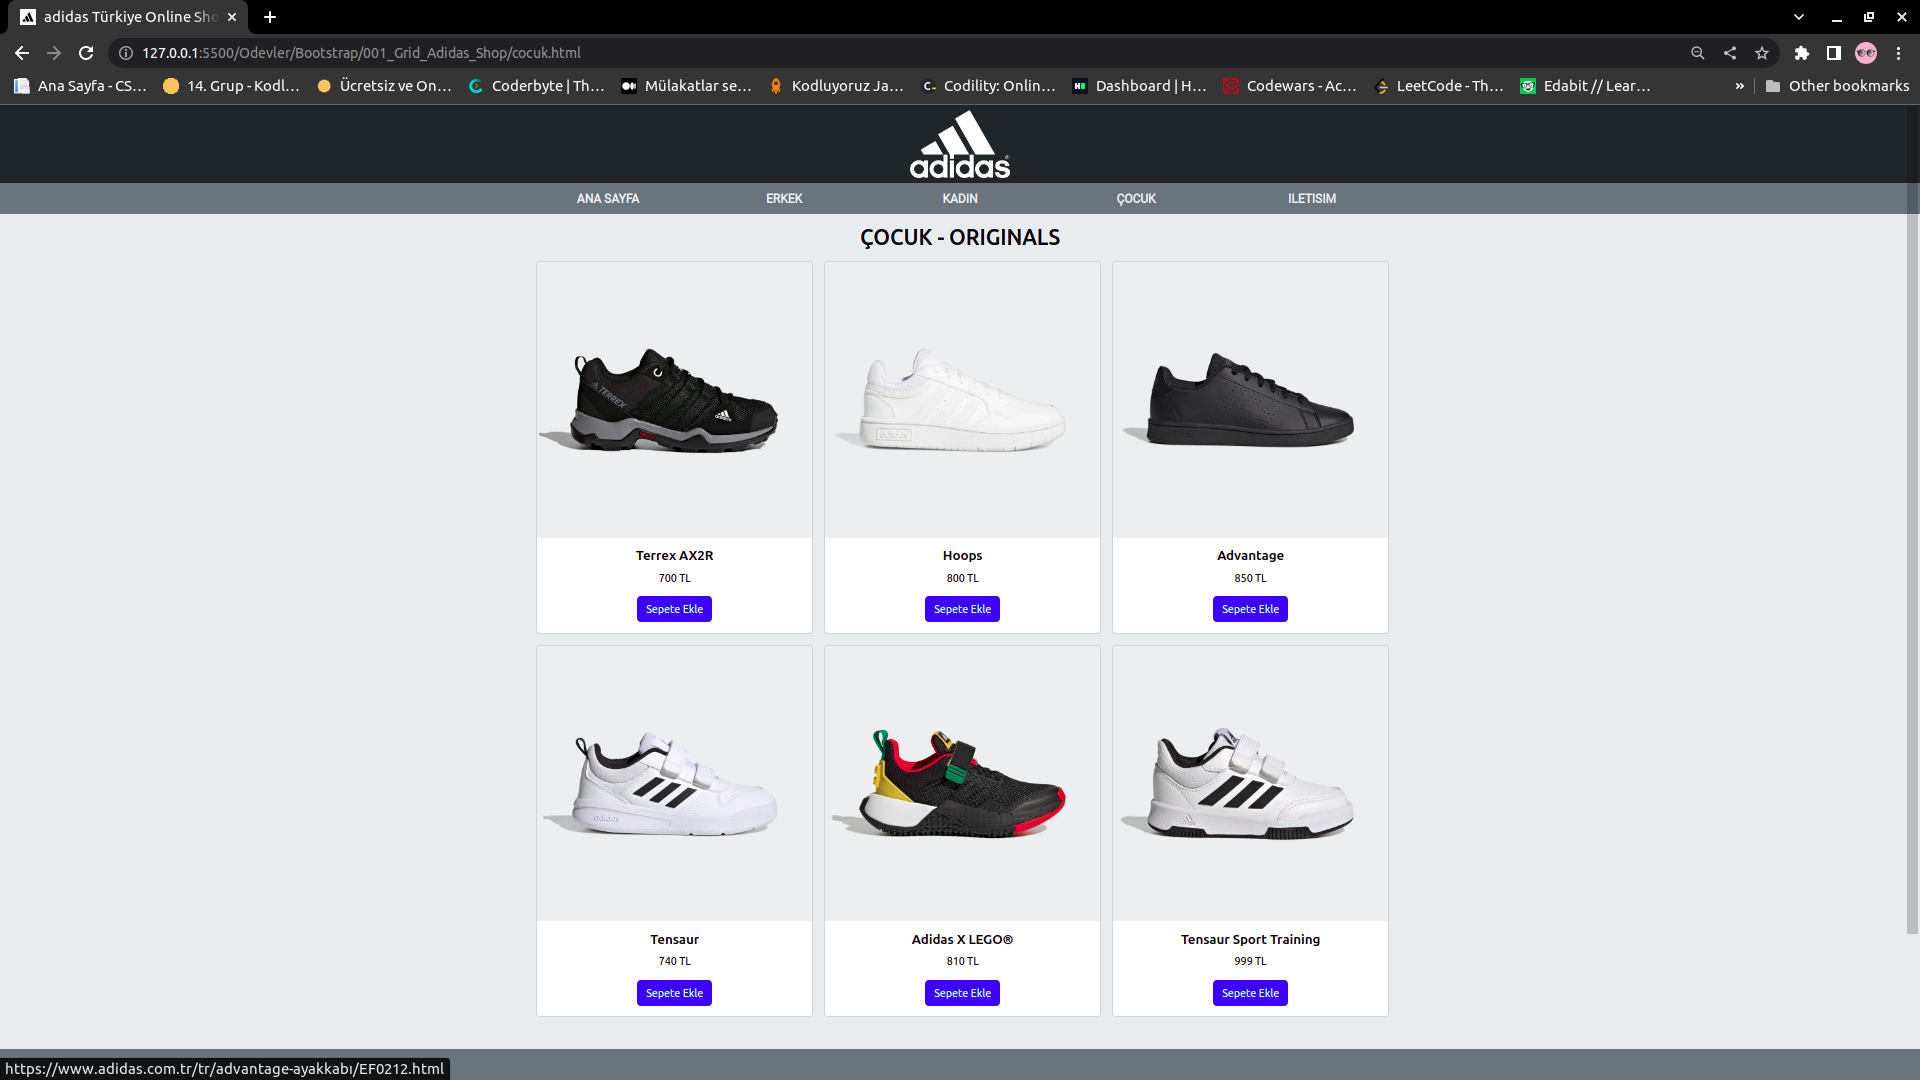 adidas Türkiye Online Sho
127.0.0.1:5500/Odevler/Bootstrap/001_Grid_Adidas_Shop/cocuk.html
Ana Sayfa - CS... 14. Grup - Kodl... Ücretsiz ve On... Coderbyte | Th... Mülakatlar se... Kodluyoruz Ja... Codility: Onlin... Dashboard | H... Codewars - Ac... LeetCode - Th... Edabit // Lear... » Other bookmarks
adidas
ANA SAYFA ERKEK KADIN ÇOCUK ILETISIM
ÇOCUK - ORIGINALS
TERREX
adidas
Terrex AX2R Hoops Advantage
700 TL 800 TL 850 TL
Sepete Ekle Sepete Ekle Sepete Ekle
adidas
Tensaur Adidas X LEGO® Tensaur Sport Training
740 TL 810 TL 999 TL
Sepete Ekle Sepete Ekle Sepete Ekle
https://www.adidas.com.tr/tr/advantage-ayakkabı/EF0212.html